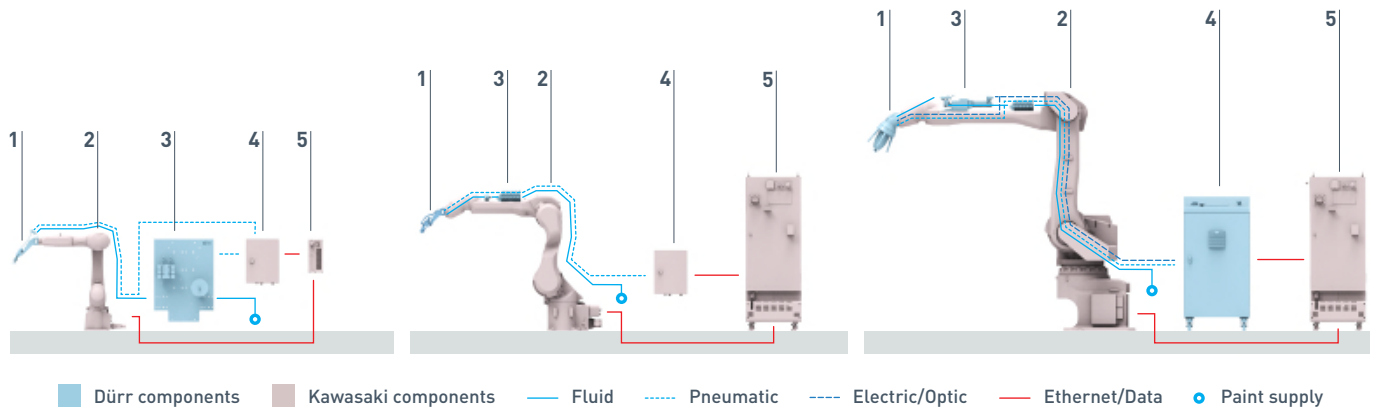 1 2 3 4 5
1 3 2 4 5
1 3 2 4 5
Dürr components Kawasaki components Fluid Pneumatic Electric/Optic Ethernet/Data Paint supply